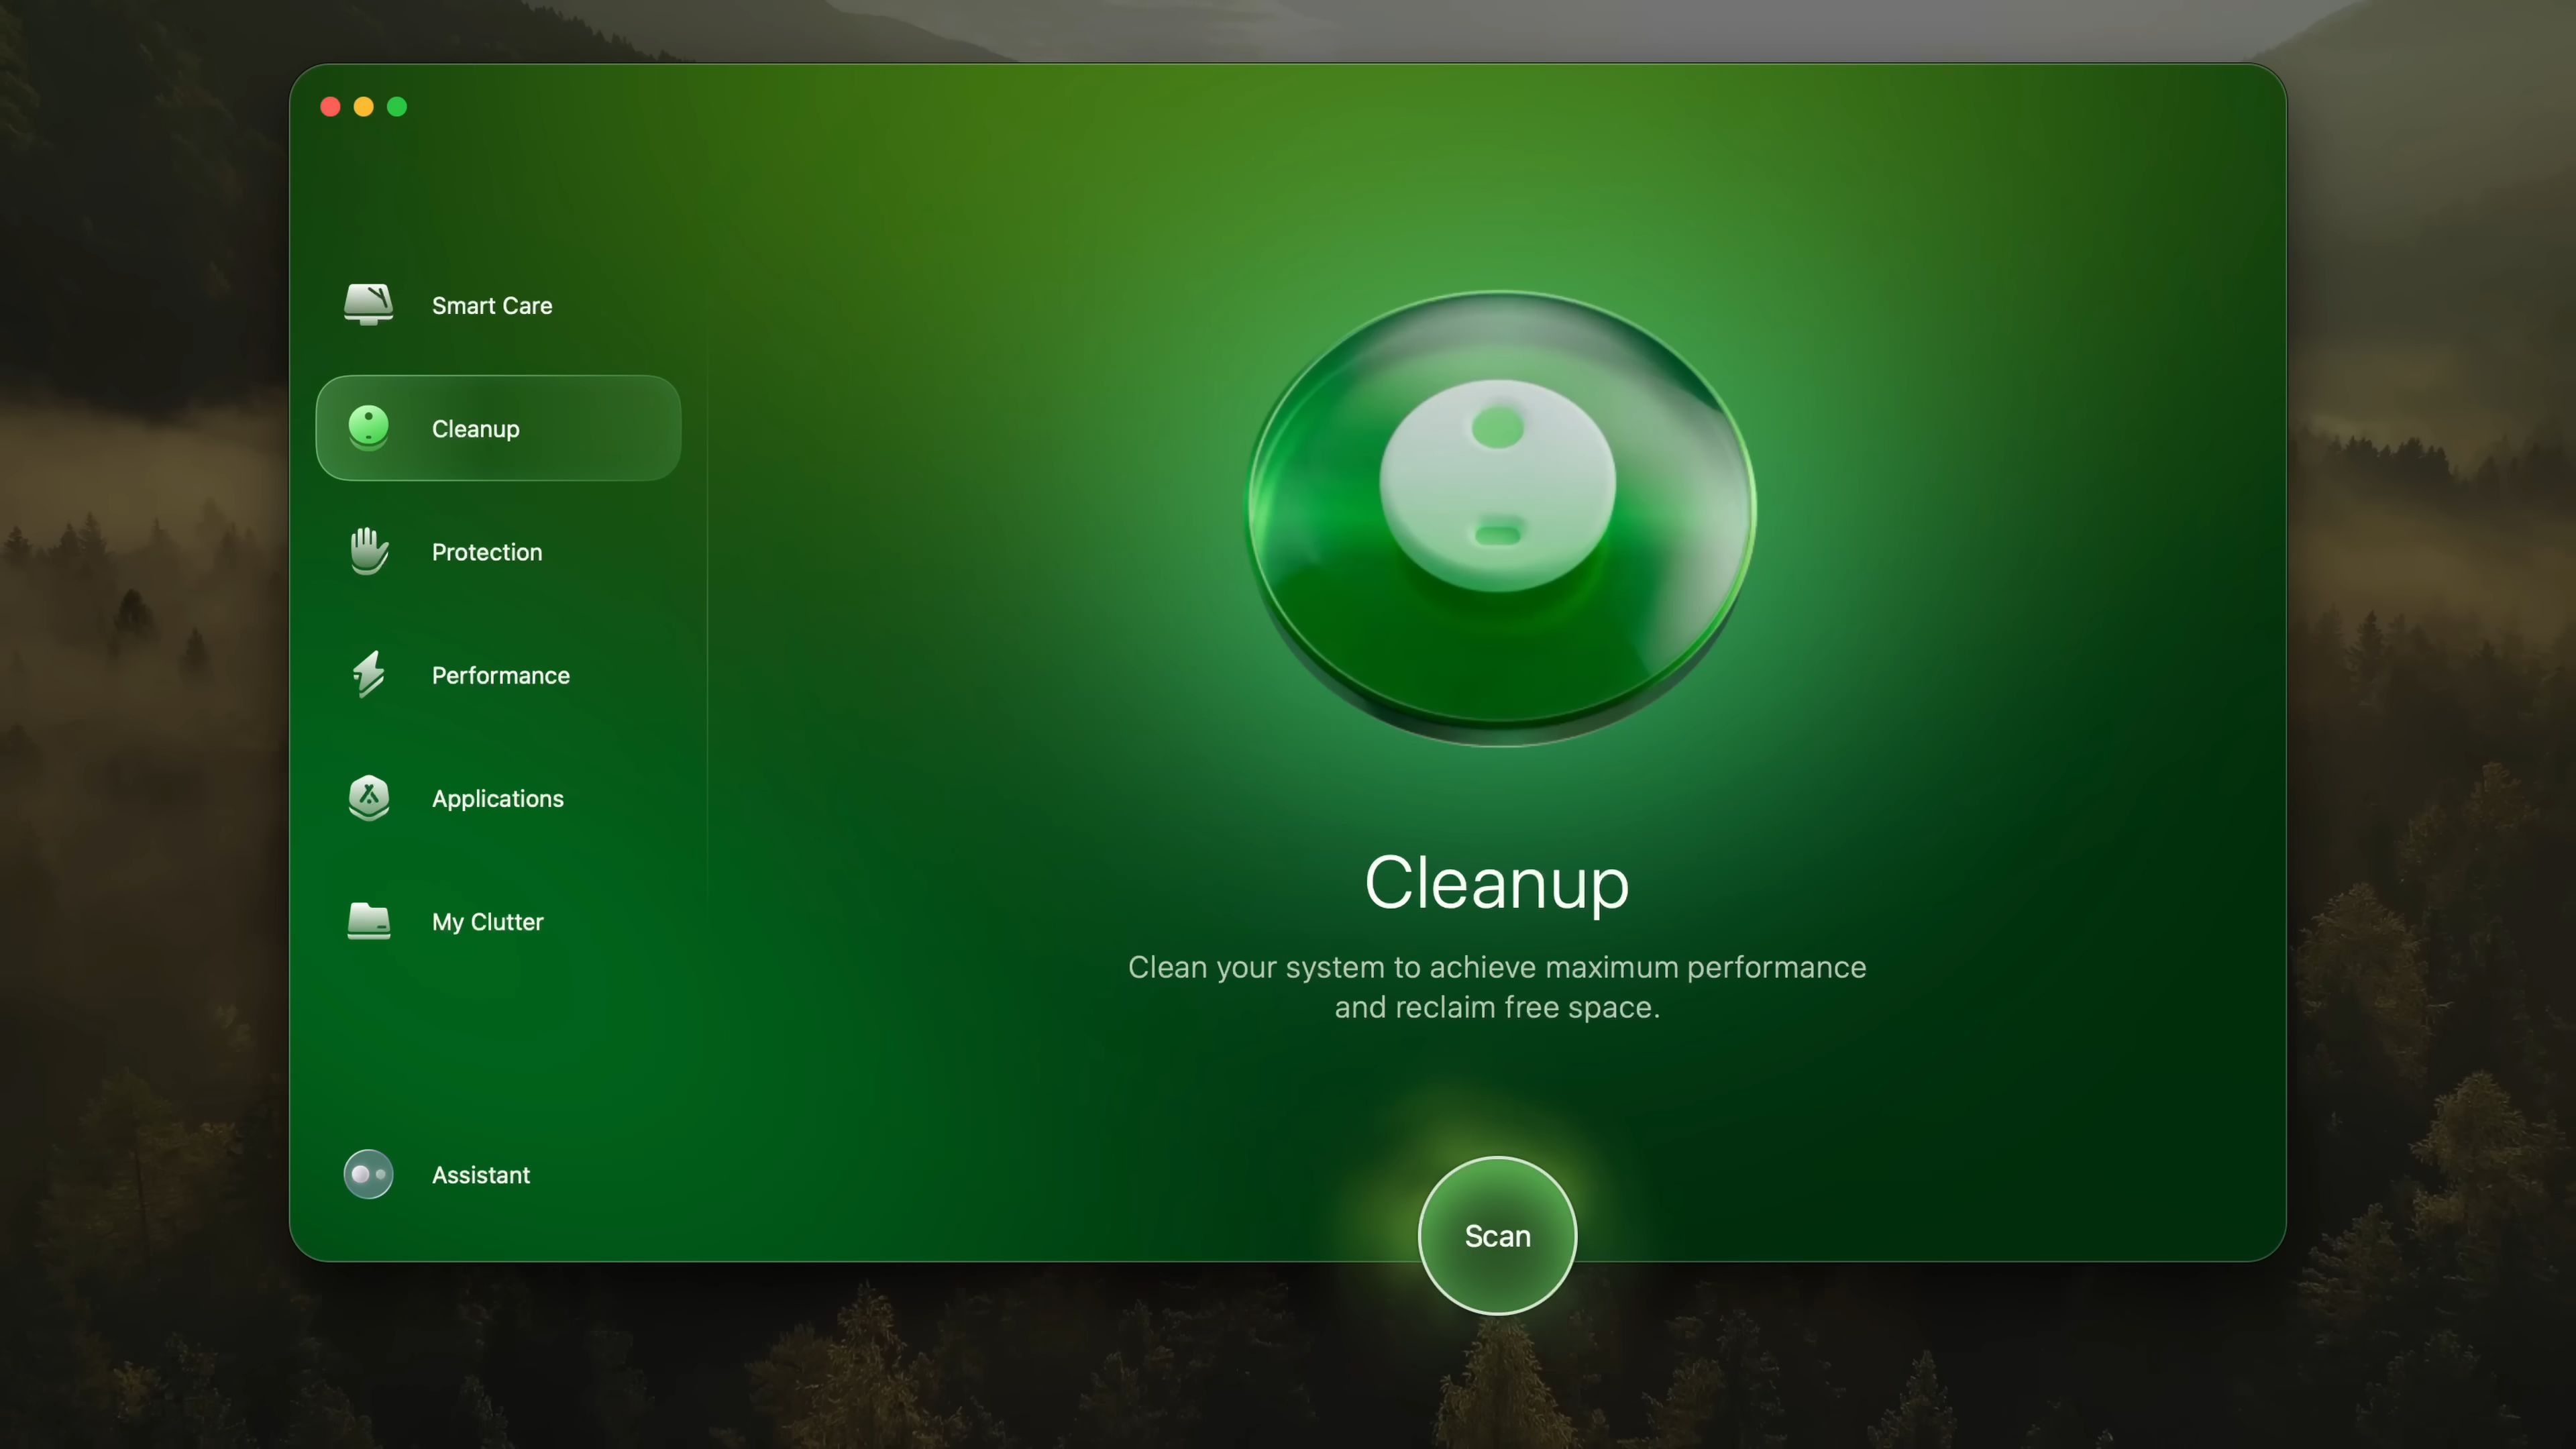 Smart Care
Cleanup
Protection
Performance
Applications
My Clutter
Assistant
Cleanup
Clean your system to achieve maximum performance
and reclaim free space.
Scan